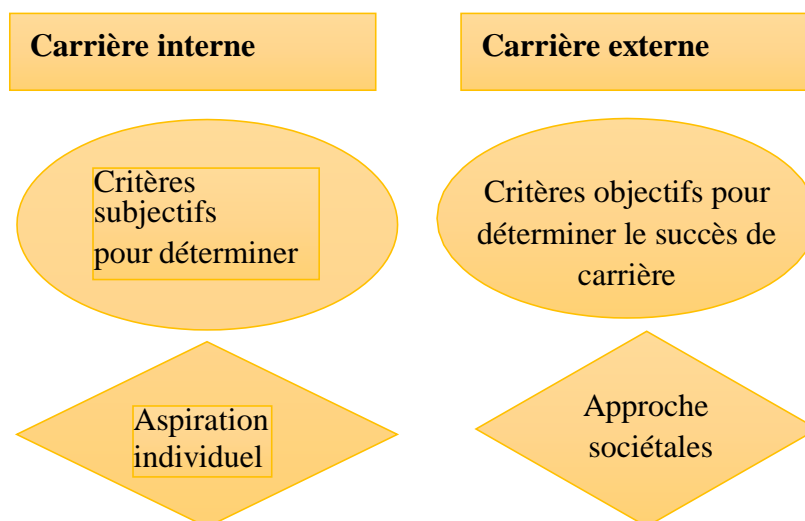 Carrière interne
Carrière externe
Critères
subjectifs
pour déterminer
Critères objectifs pour
déterminer le succès de
carrière
Aspiration
individuel
Approche
sociétales